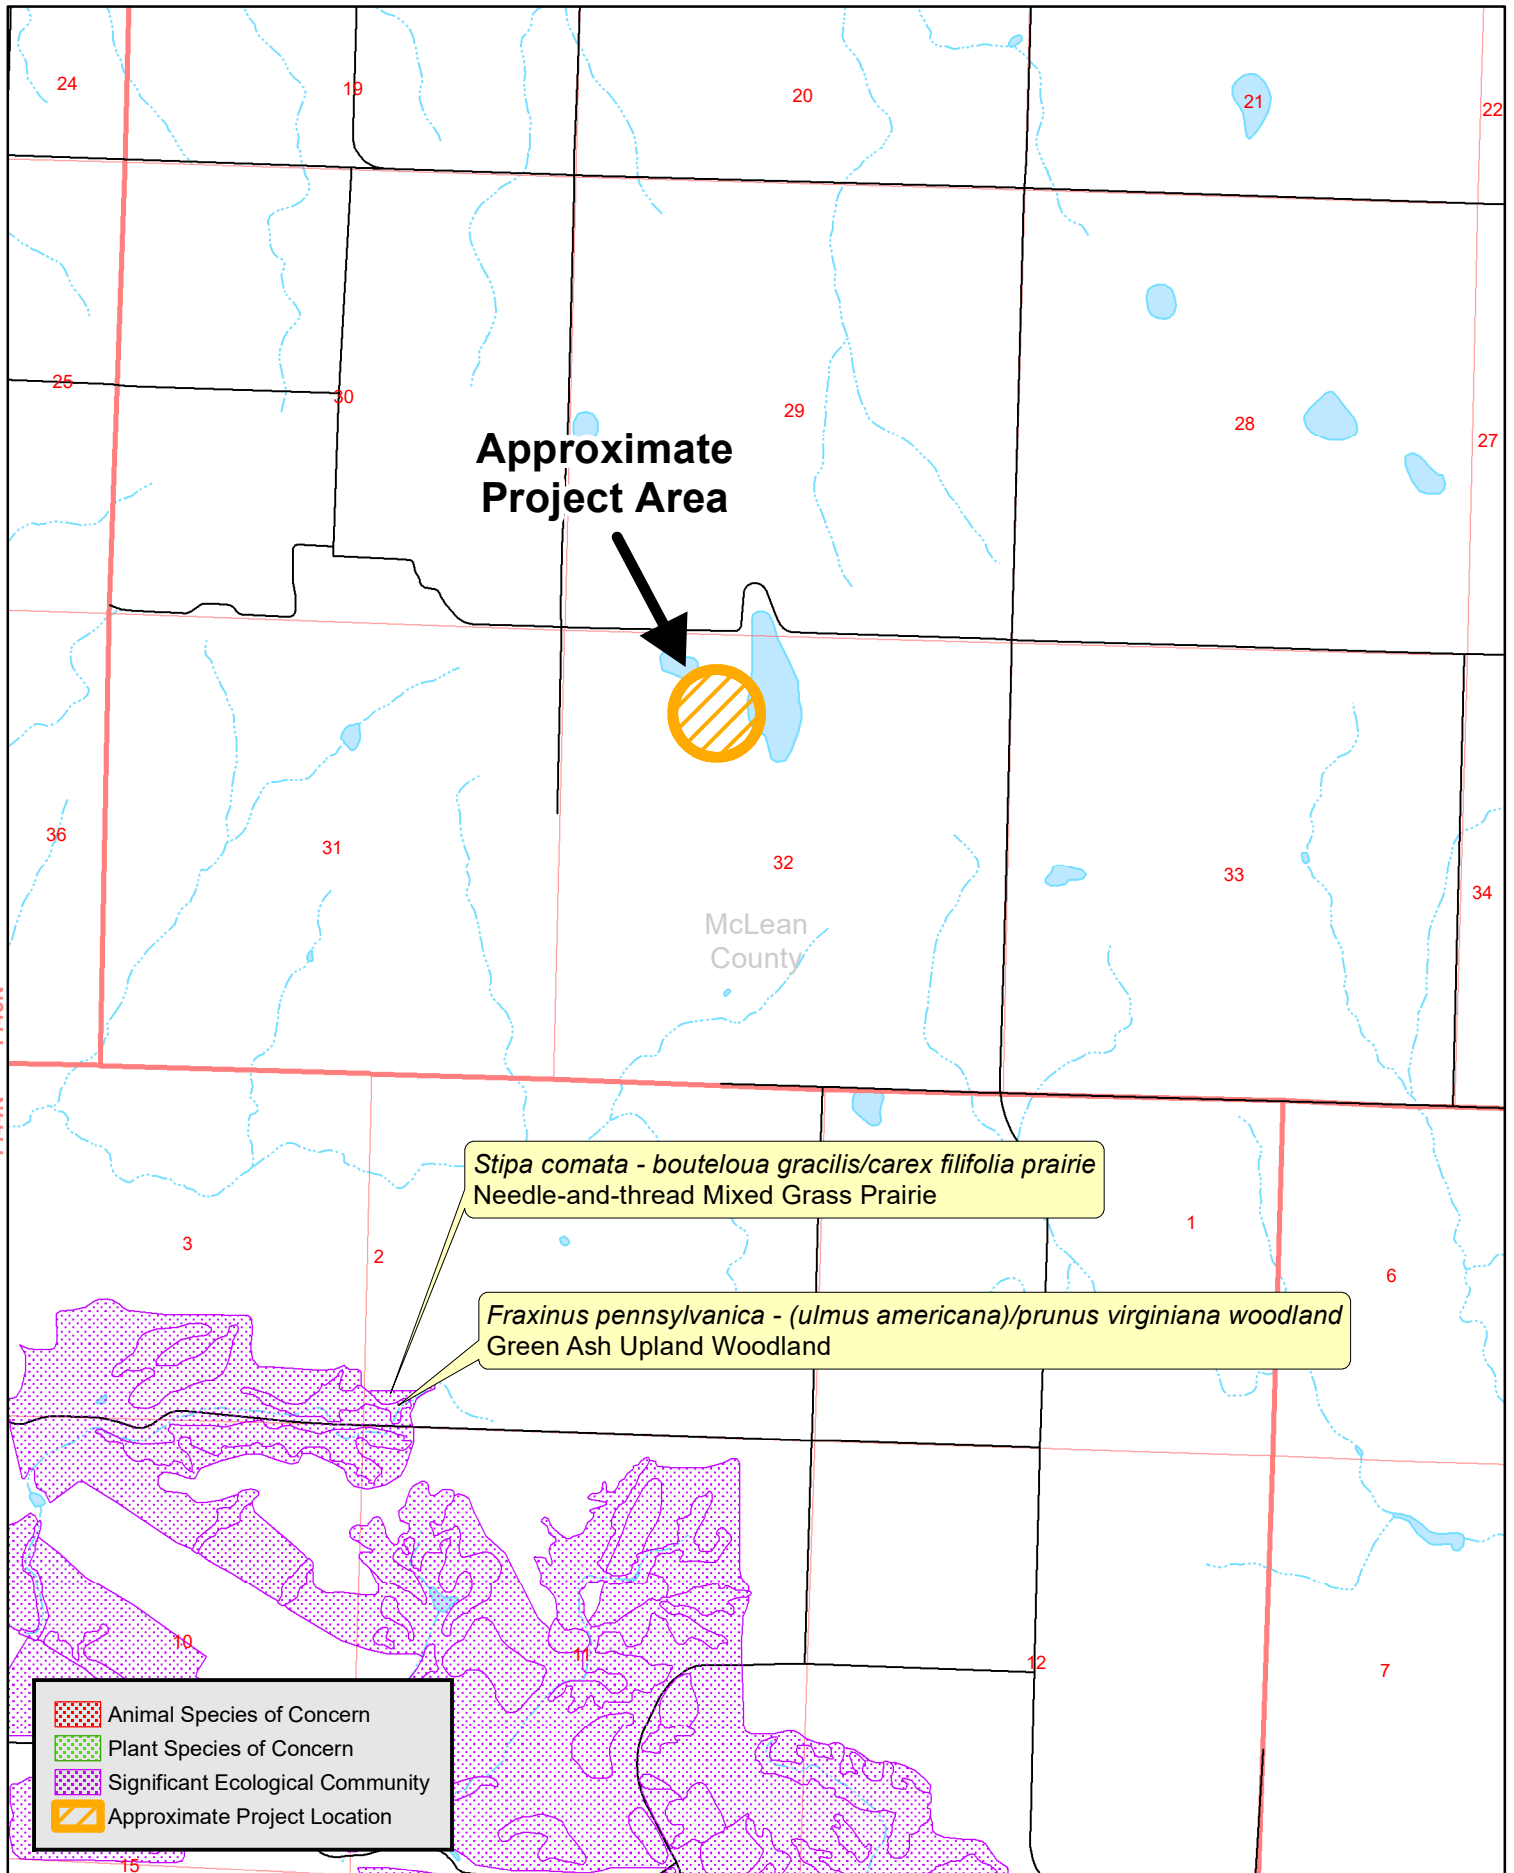 24
19
20
21
22
25
30
29
28
27
Approximate
Project Area
36
31
32
33
34
McLean
County
Stipa comata - bouteloua gracilis/carex filifolia prairie
Needle-and-thread Mixed Grass Prairie
3
2
1
6
Fraxinus pennsylvanica - (ulmus americana)/prunus virginiana woodland
Green Ash Upland Woodland
10
11
12
7
Animal Species of Concern
Plant Species of Concern
Significant Ecological Community
Approximate Project Location
15